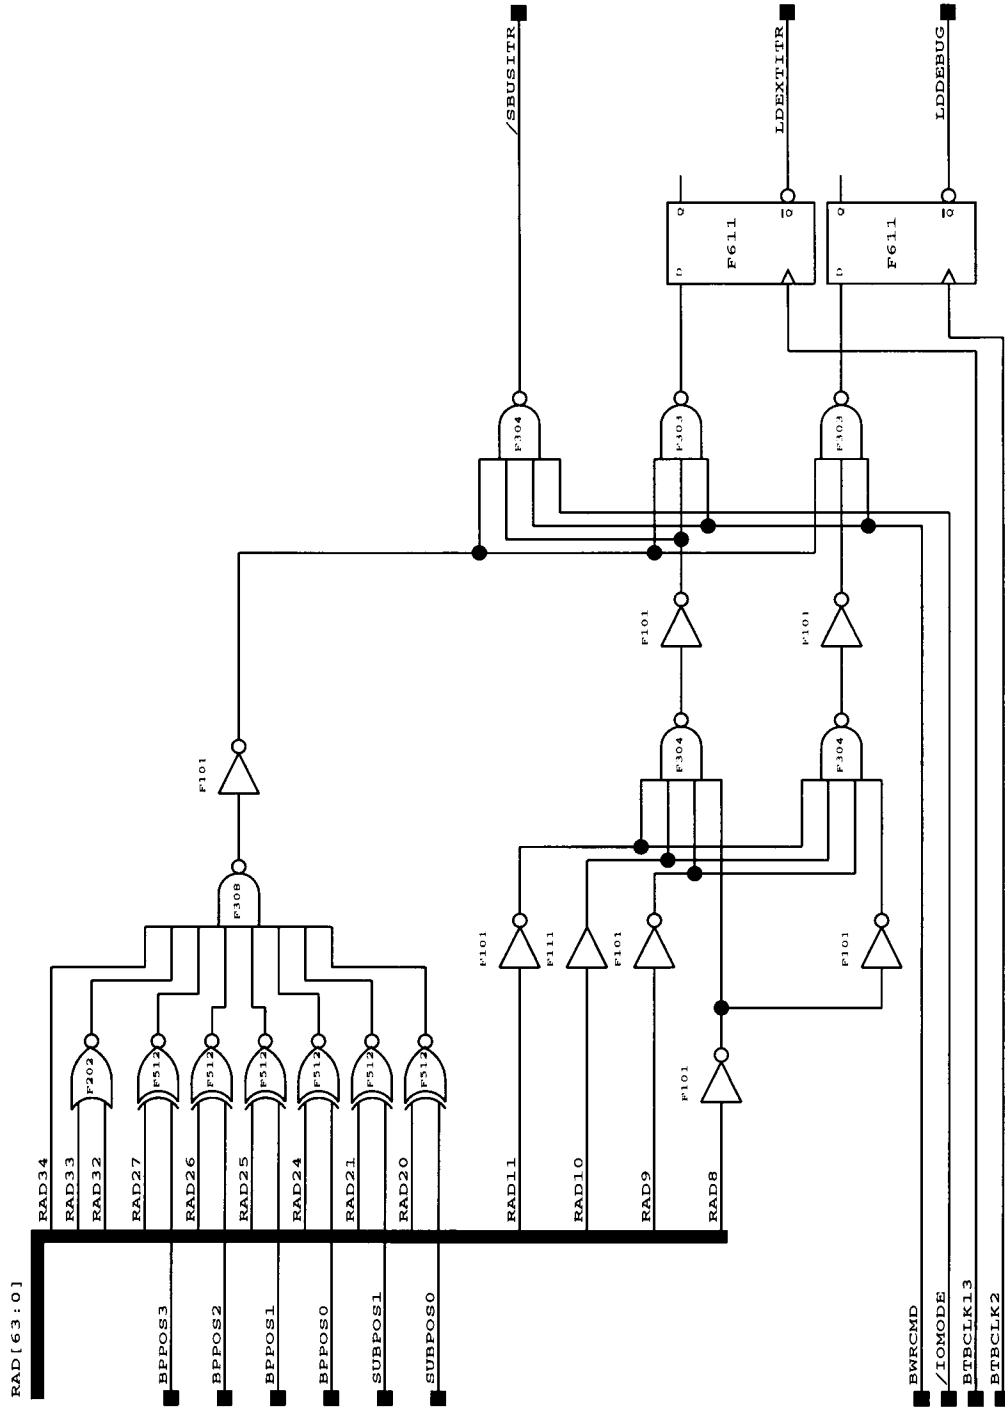 RAD[63:0]
BPPOS3
BPPOS2
BPPOS1
BPPOS0
SUBPOS1
SUBPOS0
BWRCMD
/IOMODE
BTBCLK13
BTBCLK2
RAD34
RAD33
RAD32
RAD27
RAD26
RAD25
RAD24
RAD21
RAD20
RAD11
RAD10
RAD9
RAD8
F202
F512
F512
F512
F512
F512
F512
F101
F101
F111
F101
F101
F308
F101
F304
F304
F101
F101
F304
F303
F303
D
Q
Q
F611
D
Q
Q
F611
/SBUSITR
LDEXTITR
LDDEBUG